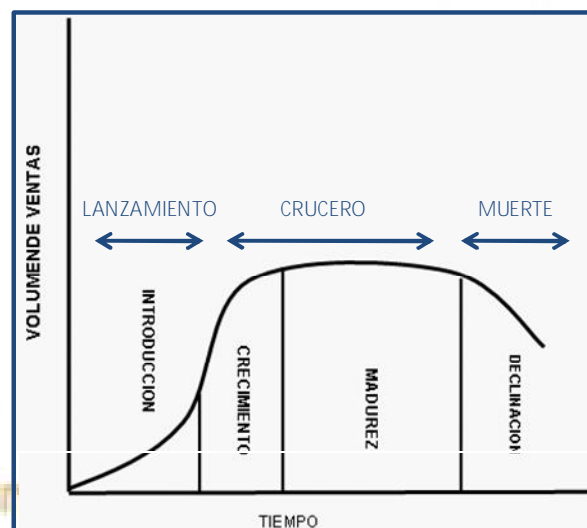 VOLUMENDE VENTAS
LANZAMIENTO
CRUCERO
MUERTE
INTRODUCCION
CRECIMIENTO
MADUREZ
DECLINACION
TIEMPO